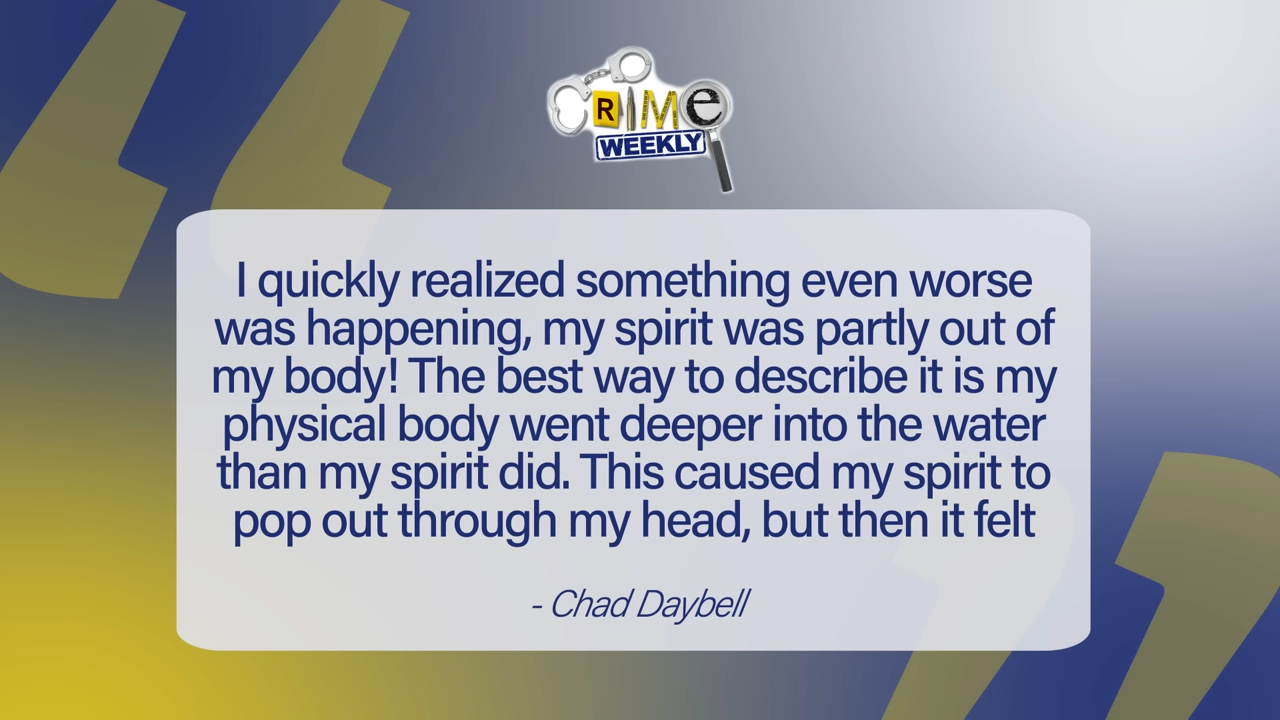 CRIMe
WEEKLY
I quickly realized something even worse
was happening, my spirit was partly out of
my body! The best way to describe it is my
physical body went deeper into the water
than my spirit did. This caused my spirit to
pop out through my head, but then it felt
- Chad Daybell